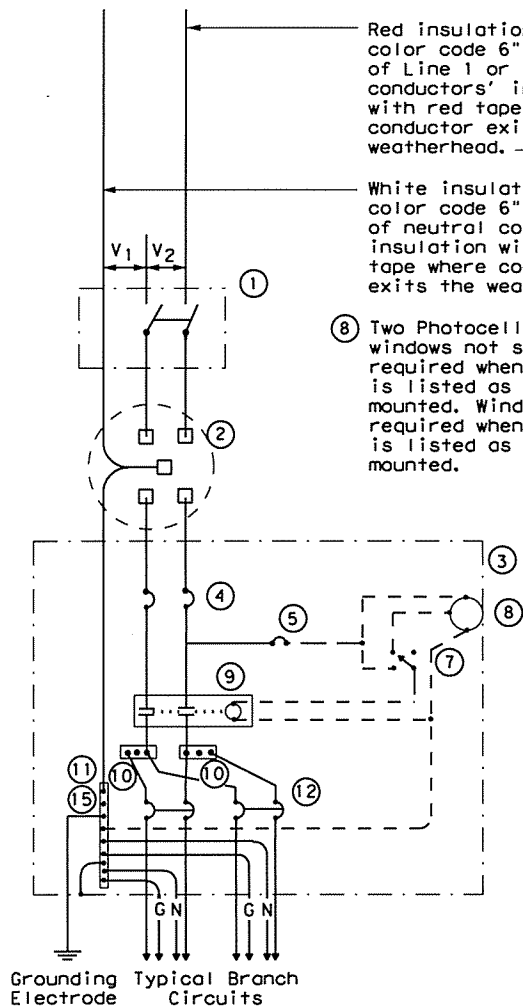 Red insulation
color code 6"
of Line 1 or
conductors' i
with red tape
conductor exi
weatherhead.
White insulat
color code 6"
of neutral co
insulation wi
tape where co
exits the wea
V1
V2
1
8 Two Photocell
windows not s
required when
is listed as
mounted. Wind
required when
is listed as
mounted.
2
3
4
5
8
7
9
11
10
10
15
12
G N
G N
Grounding Typical Branch
Electrode Circuits